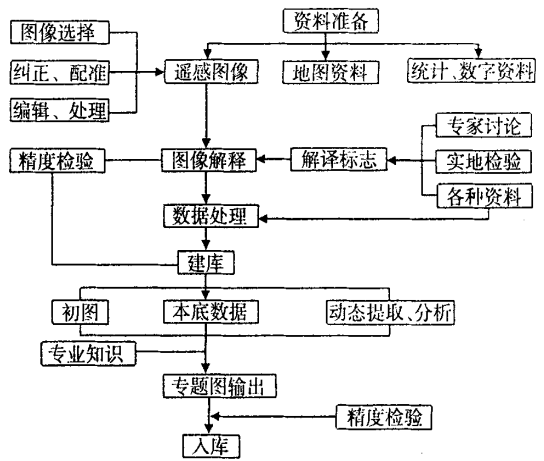 资料准备
图像选择
纠正、配准
编辑、处理
遥感图像
地图资料
统计、数字资料
专家讨论
精度检验
图像解释
解译标志
实地检验
各种资料
数据处理
建库
初图
本底数据
动态提取、分析
专业知识
专题图输出
精度检验
入库